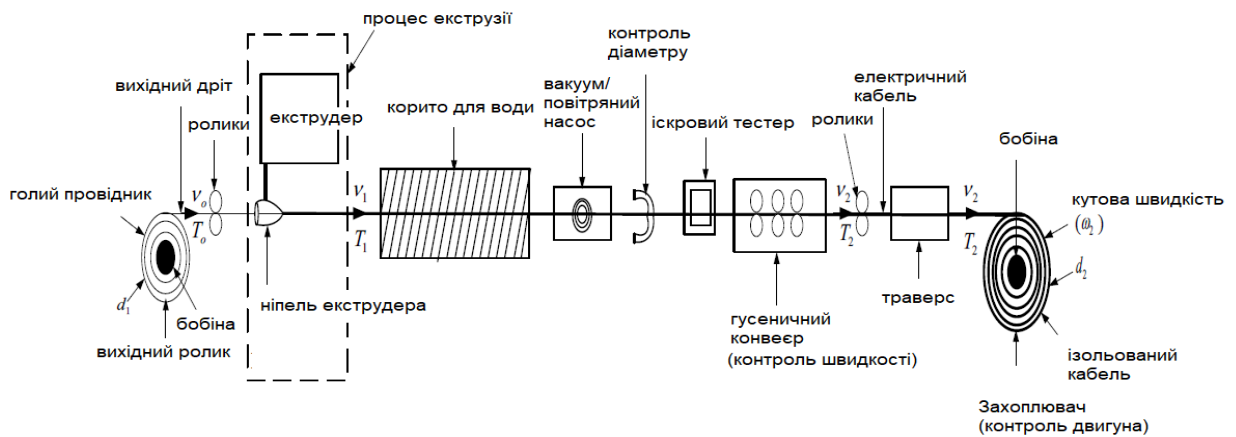 процес екструзії
контроль
діаметру
вихідний дріт
вакуум/
повітряний
насос
електричний
кабель
ролики
екструдер
корито для води
іскровий тестер
ролики
бобіна
голий провідник
v₀
T₀
v₁
T₁
v₂
T₂
v₂
T₂
кутова швидкість
(ω₂)
d₂
d₁
бобіна
вихідний ролик
ніпель екструдера
гусеничний
конвеєр
(контроль швидкості)
траверс
ізольований
кабель
Захоплювач
(контроль двигуна)